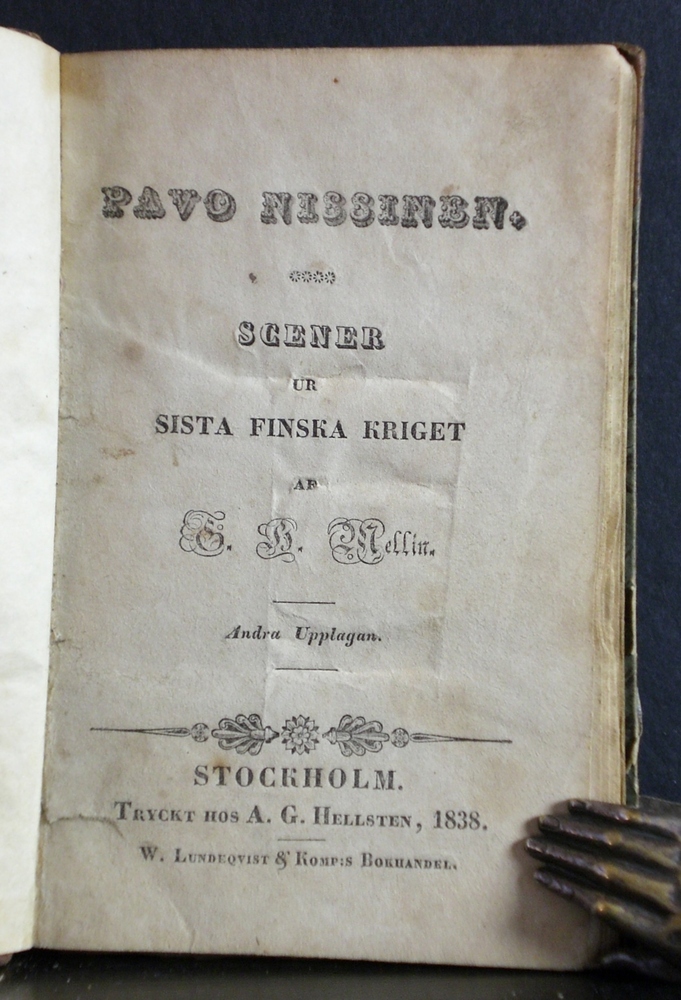 PAVO NISSINEN.
SCENER
UR
SISTA FINSKA KRIGET
AF
G. H. Mellin.
Andra Upplagan.
STOCKHOLM.
TRYCKT HOS A. G. HELLSTEN, 1838.
W. LUNDEQVIST & KOMP:S BOKHANDEL.